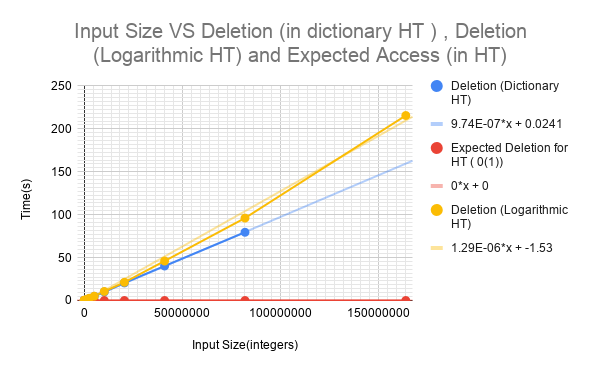 Input Size VS Deletion (in dictionary HT ) , Deletion
(Logarithmic HT) and Expected Access (in HT)
250
200
150
100
50
0
Time(s)
0
50000000
100000000
150000000
Input Size(integers)
Deletion (Dictionary
HT)
9.74E-07*x + 0.0241
Expected Deletion for
HT ( 0(1))
0*x + 0
Deletion (Logarithmic
HT)
1.29E-06*x + -1.53